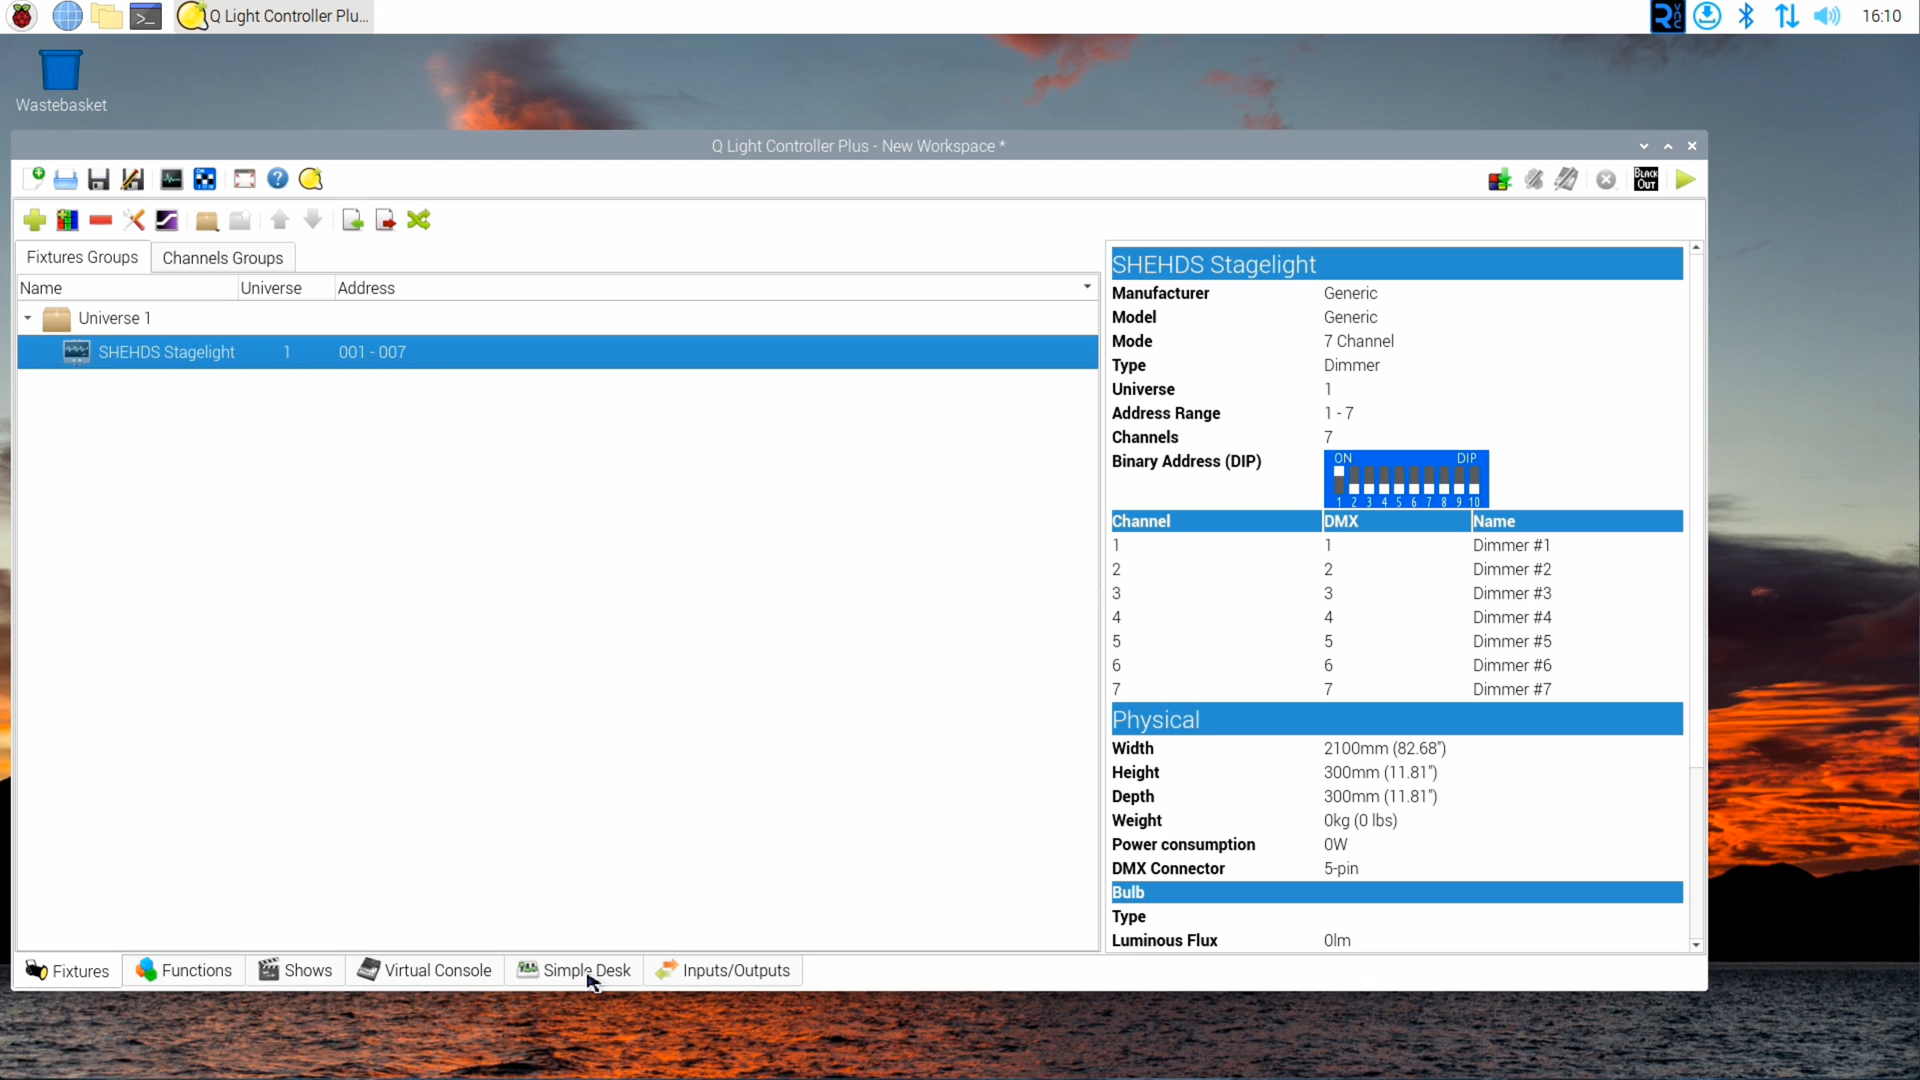 Q Light Controller Plu...
16:10
Wastebasket
Q Light Controller Plus - New Workspace *
BLACK
OUT
Fixtures Groups
Channels Groups
Name
Universe
Address
Universe 1
SHEHDS Stagelight
1
001 - 007
SHEHDS Stagelight
Manufacturer Generic
Model Generic
Mode 7 Channel
Type Dimmer
Universe 1
Address Range 1 - 7
Channels 7
Binary Address (DIP)
ON DIP
1 2 3 4 5 6 7 8 9 10
Channel DMX Name
1 1 Dimmer #1
2 2 Dimmer #2
3 3 Dimmer #3
4 4 Dimmer #4
5 5 Dimmer #5
6 6 Dimmer #6
7 7 Dimmer #7
Physical
Width 2100mm (82.68")
Height 300mm (11.81")
Depth 300mm (11.81")
Weight 0kg (0 lbs)
Power consumption 0W
DMX Connector 5-pin
Bulb
Type
Luminous Flux 0lm
Fixtures
Functions
Shows
Virtual Console
Simple Desk
Inputs/Outputs